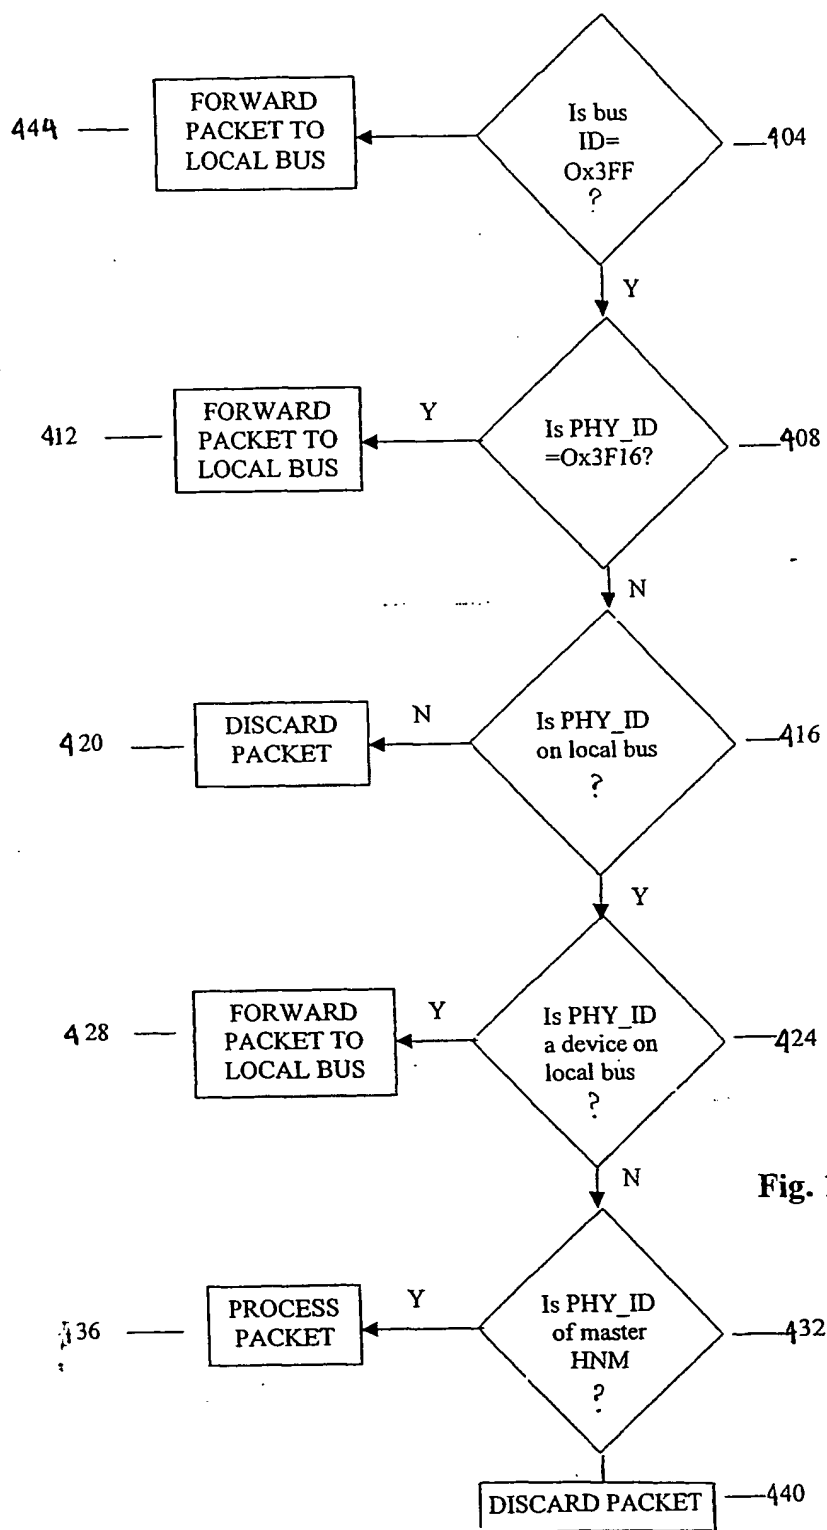 444
FORWARD
PACKET TO
LOCAL BUS
Is bus
ID=
Ox3FF
?
404
Y
412
FORWARD
PACKET TO
LOCAL BUS
Y
Is PHY_ID
=Ox3F16?
408
N
420
DISCARD
PACKET
N
Is PHY_ID
on local bus
?
416
Y
428
FORWARD
PACKET TO
LOCAL BUS
Y
Is PHY_ID
a device on
local bus
?
424
N
Fig.
36
PROCESS
PACKET
Y
Is PHY_ID
of master
HNM
?
432
DISCARD PACKET
440